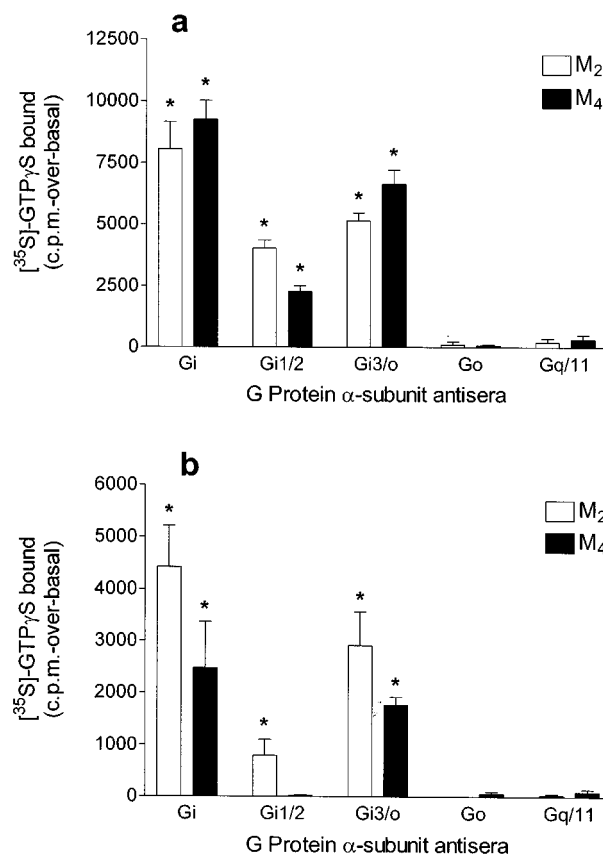 a
[³⁵S]-GTPγS bound
(c.p.m.-over-basal)
12500
10000
7500
5000
2500
0
* * * * * *
M₂
M₄
Gi Gi1/2 Gi3/o Go Gq/11
G Protein α-subunit antisera
b
[³⁵S]-GTPγS bound
(c.p.m.-over-basal)
6000
5000
4000
3000
2000
1000
0
* * * * *
M₂
M₄
Gi Gi1/2 Gi3/o Go Gq/11
G Protein α-subunit antisera